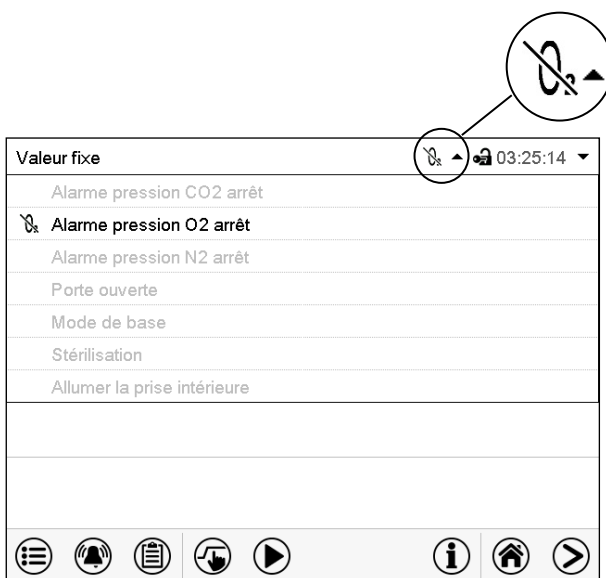 Valeur fixe 03:25:14
Alarme pression CO2 arrêt
Alarme pression O2 arrêt
Alarme pression N2 arrêt
Porte ouverte
Mode de base
Stérilisation
Allumer la prise intérieure